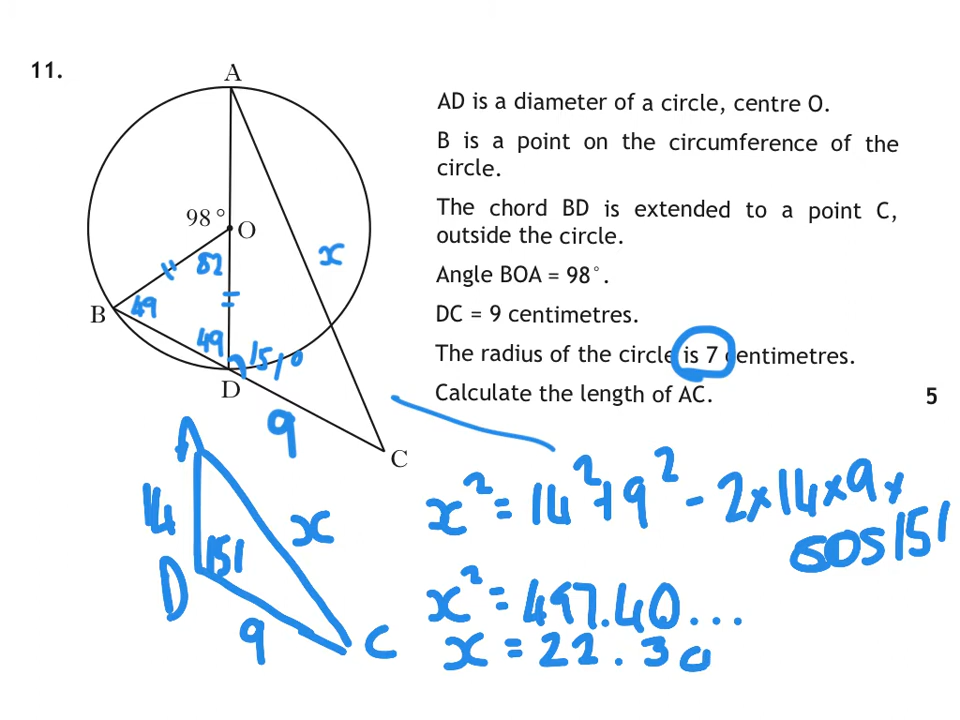 11.
A
98°
O
B
D
C
x
82
49
49
151°
9
AD is a diameter of a circle, centre O.
B is a point on the circumference of the
circle.
The chord BD is extended to a point C,
outside the circle.
Angle BOA = 98°.
DC = 9 centimetres.
The radius of the circle is 7 centimetres.
Calculate the length of AC.
5
A
14
x
151
D
9
C
x² = 14² + 9² - 2×14×9×
cos151
x² = 497.40...
x = 22.3